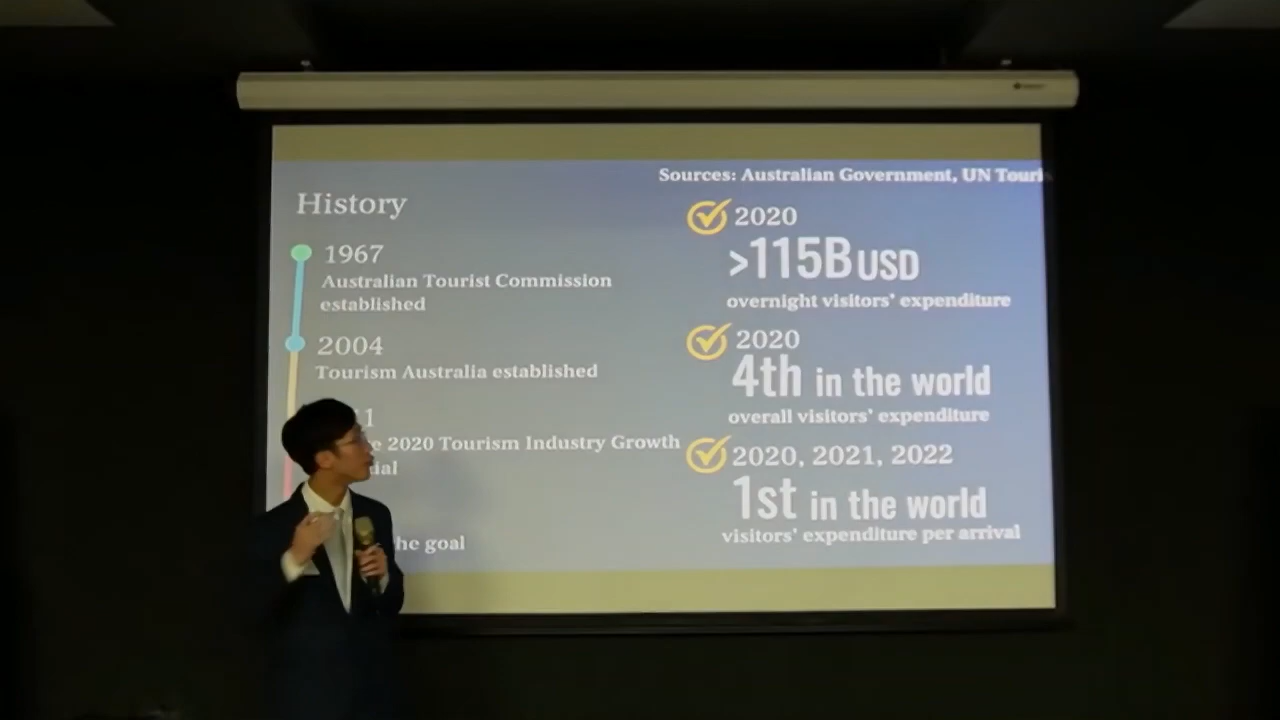 Sources: Australian Government, UN
History
1967
Australian Tourist Commission
established
2004
Tourism Australia established
2020 Tourism Industry Growth
goal
2020
>115B USD
overnight visitors' expenditure
2020
4th in the world
overall visitors' expenditure
2020, 2021, 2022
1st in the world
visitors' expenditure per arrival